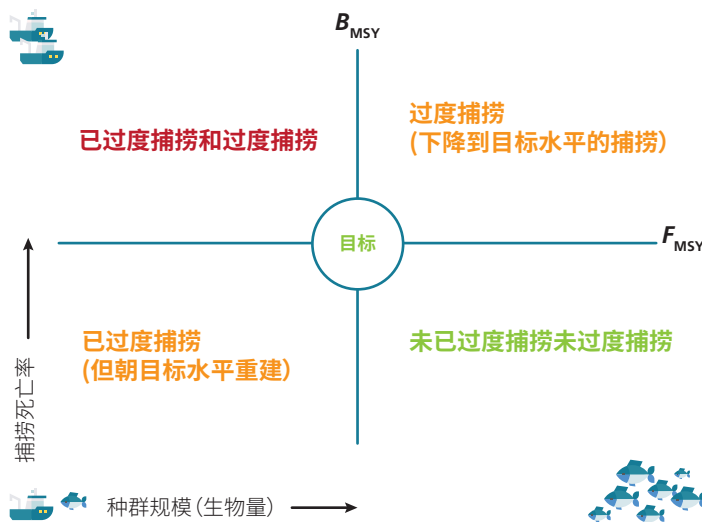 BMSY
过度捕捞
(下降到目标水平的捕捞)
已过度捕捞和过度捕捞
目标
FMSY
已过度捕捞
(但朝目标水平重建)
未已过度捕捞未过度捕捞
捕捞死亡率
种群规模(生物量)